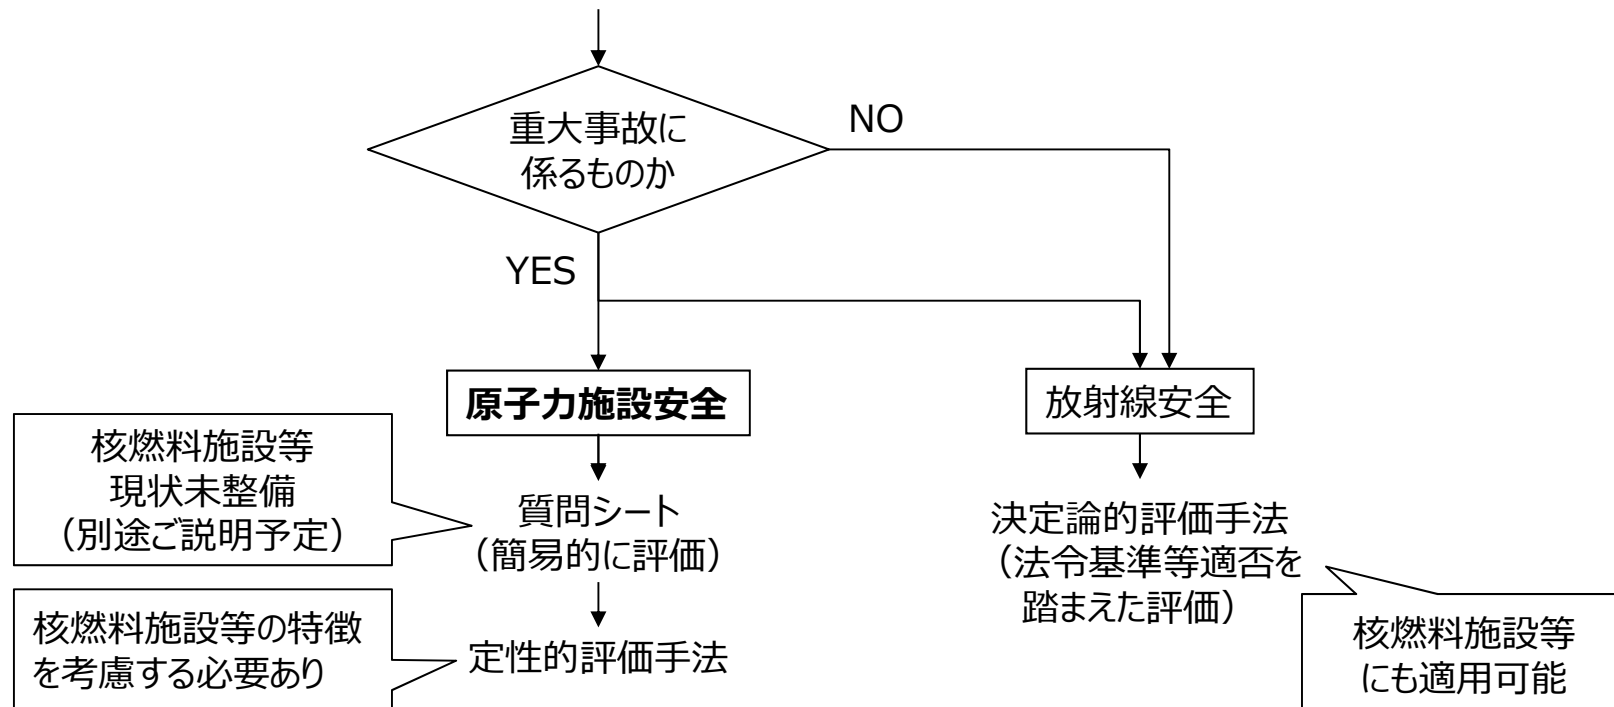 重大事故に
係るものか
NO
YES
原子力施設安全
放射線安全
核燃料施設等
現状未整備
（別途ご説明予定）
質問シート
（簡易的に評価）
決定論的評価手法
（法令基準等適否を
踏まえた評価）
核燃料施設等の特徴
を考慮する必要あり
定性的評価手法
核燃料施設等
にも適用可能